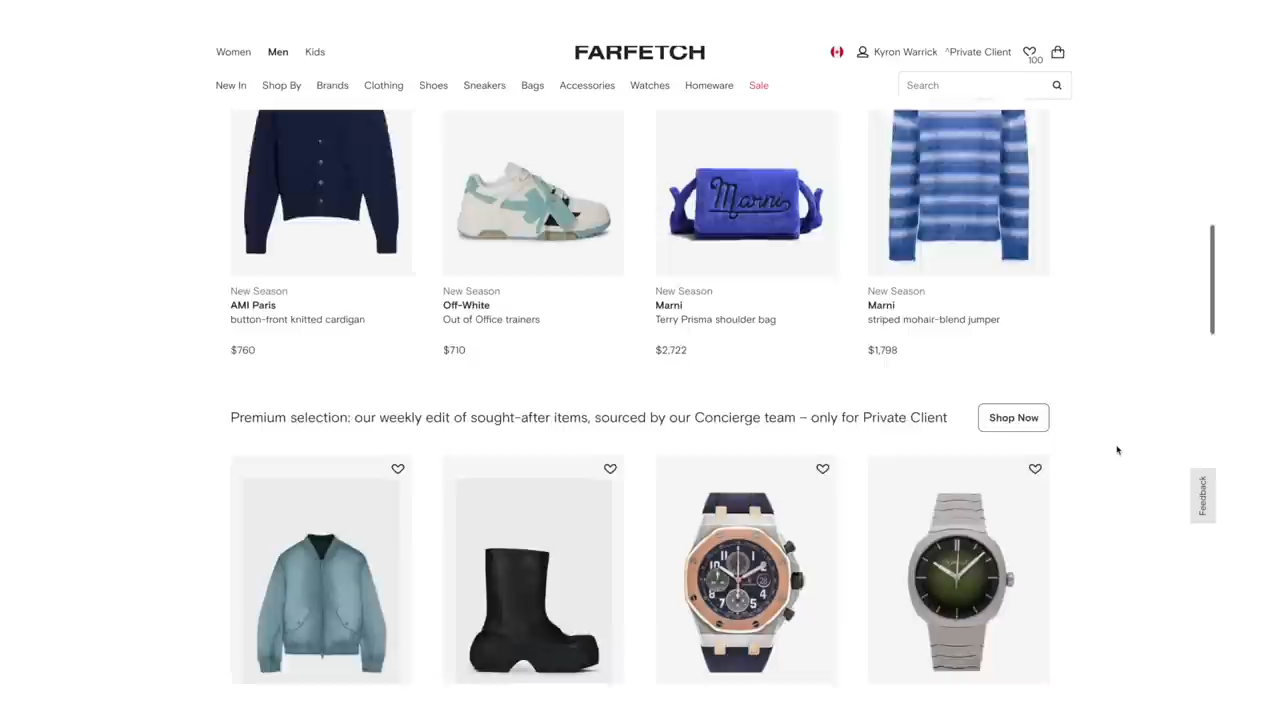 Women Men Kids
FARFETCH
Kyron Warrick ^Private Client 100
New In Shop By Brands Clothing Shoes Sneakers Bags Accessories Watches Homeware Sale
Search
Marni
New Season
AMI Paris
button-front knitted cardigan
$760
New Season
Off-White
Out of Office trainers
$710
New Season
Marni
Terry Prisma shoulder bag
$2,722
New Season
Marni
striped mohair-blend jumper
$1,798
Premium selection: our weekly edit of sought-after items, sourced by our Concierge team – only for Private Client
Shop Now
Feedback